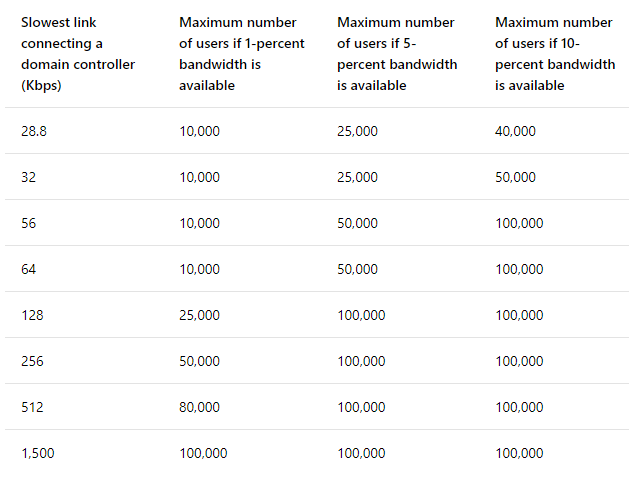 Slowest link connecting a domain controller (Kbps) Maximum number of users if 1-percent bandwidth is available Maximum number of users if 5-percent bandwidth is available Maximum number of users if 10-percent bandwidth is available
28.8 10,000 25,000 40,000
32 10,000 25,000 50,000
56 10,000 50,000 100,000
64 10,000 50,000 100,000
128 25,000 100,000 100,000
256 50,000 100,000 100,000
512 80,000 100,000 100,000
1,500 100,000 100,000 100,000